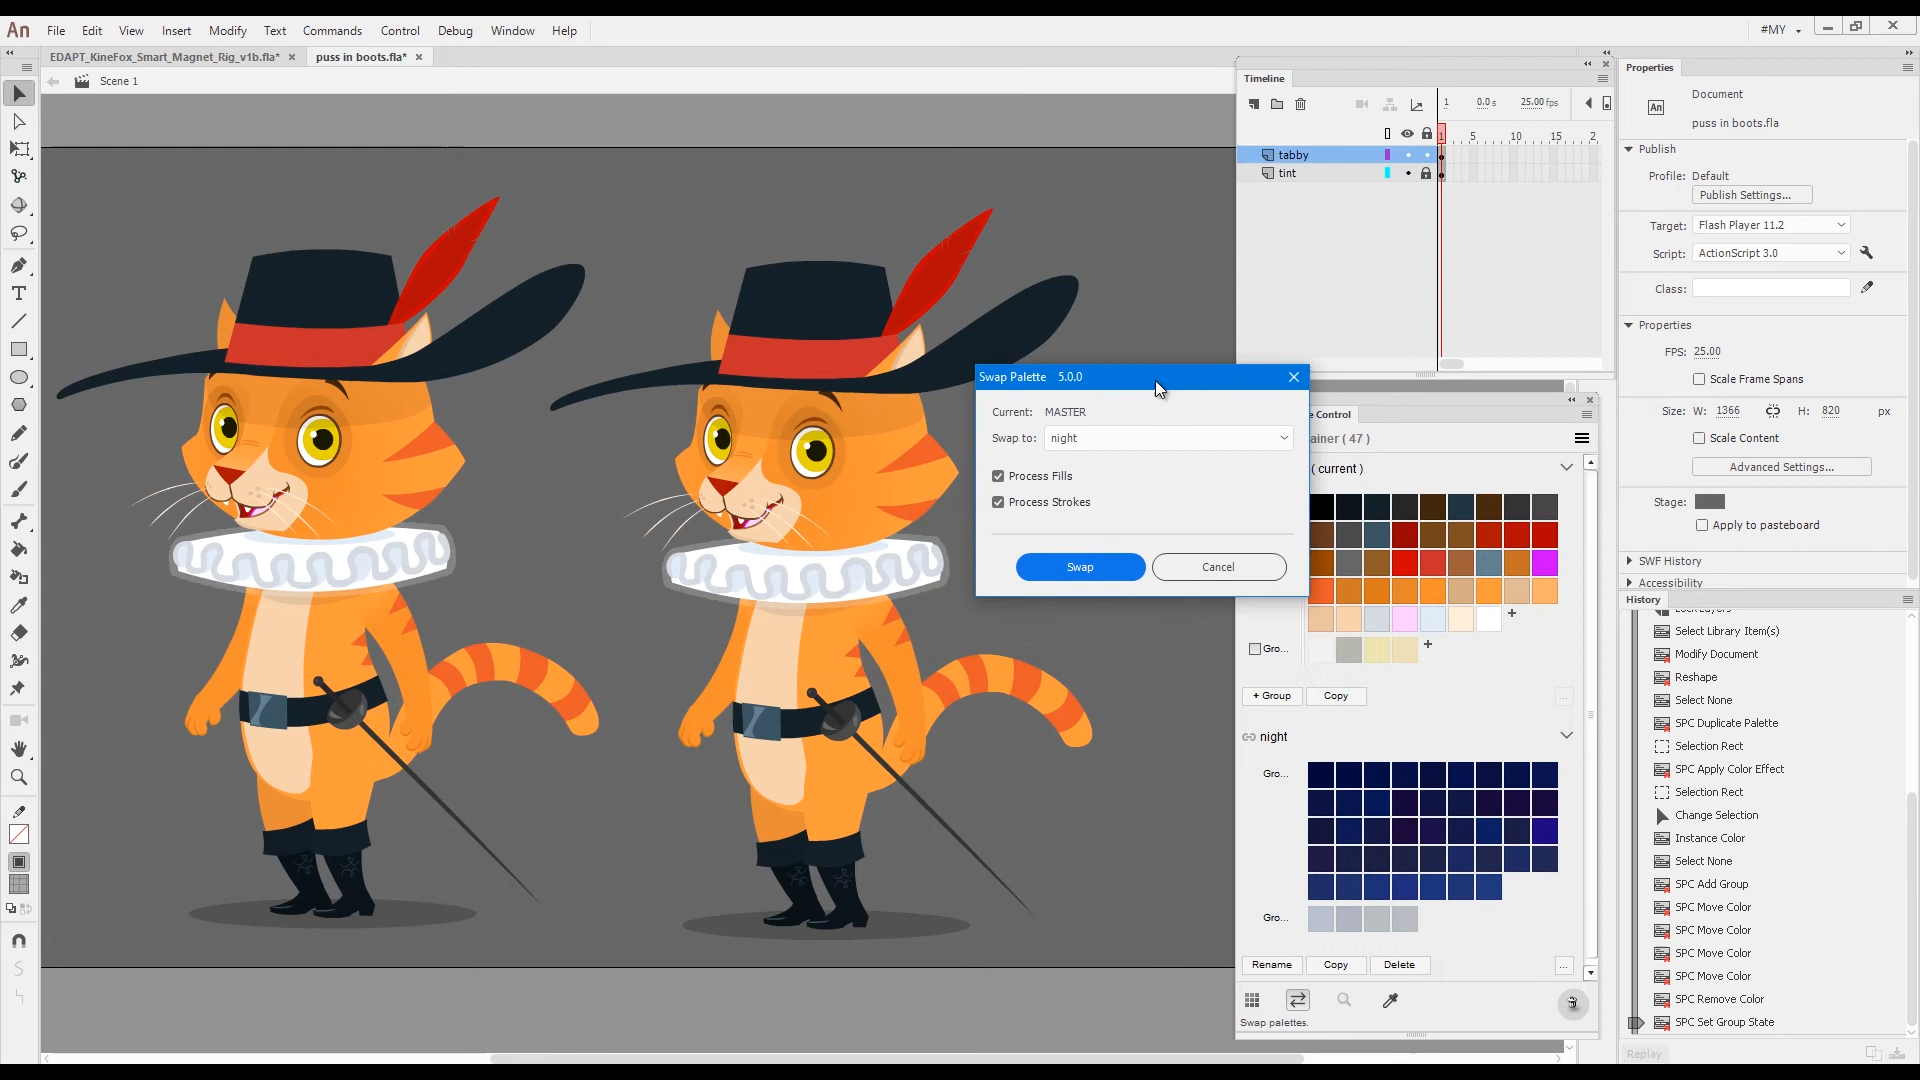 An File Edit View Insert Modify Text Commands Control Debug Window Help #MY
EDAPT_KineFox_Smart_Magnet_Rig_v1b.fla* × puss in boots.fla* ×
Scene 1
Timeline
1 0.0 s 25.00 fps
1 5 10 15 2
tabby
tint
Swap Palette 5.0.0
Current: MASTER
Swap to: night
Process Fills
Process Strokes
Swap Cancel
e Control
ainer ( 47 )
( current )
Gro...
+ Group Copy ...
night
Gro...
Gro...
Rename Copy Delete ...
Swap palettes.
Properties
An Document
puss in boots.fla
Publish
Profile: Default
Publish Settings...
Target: Flash Player 11.2
Script: ActionScript 3.0
Class:
Properties
FPS: 25.00
Scale Frame Spans
Size: W: 1366 H: 820 px
Scale Content
Advanced Settings...
Stage:
Apply to pasteboard
SWF History
Accessibility
History
Select Library Item(s)
Modify Document
Reshape
Select None
SPC Duplicate Palette
Selection Rect
SPC Apply Color Effect
Selection Rect
Change Selection
Instance Color
Select None
SPC Add Group
SPC Move Color
SPC Move Color
SPC Move Color
SPC Move Color
SPC Remove Color
SPC Set Group State
Replay